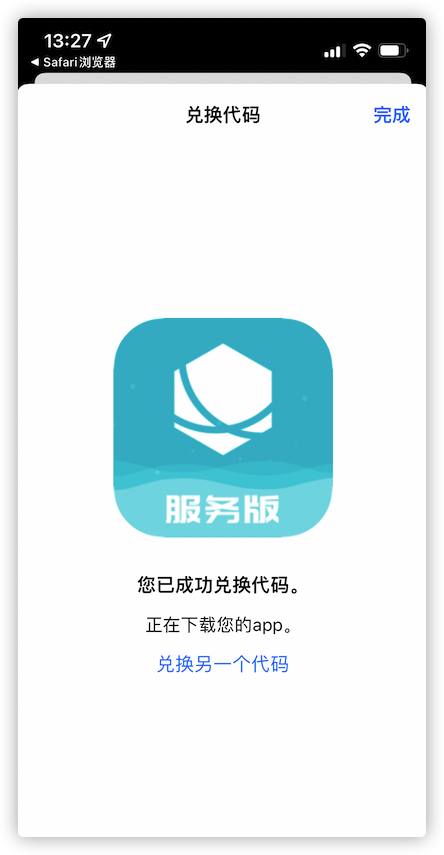 13:27
◀ Safari浏览器
兑换代码
完成
服务版
您已成功兑换代码。
正在下载您的app。
兑换另一个代码